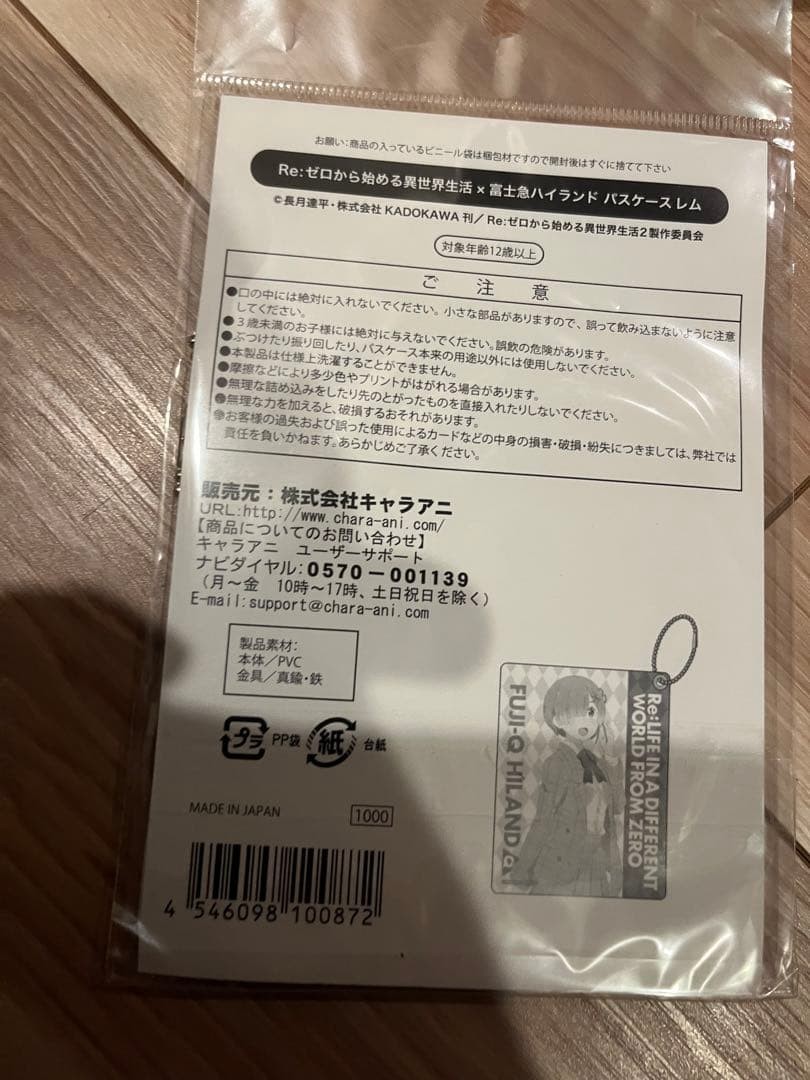 お願い:商品の入っているビニール袋は梱包材ですので開封後はすぐに捨てて下さい
Re:ゼロから始める異世界生活 × 富士急ハイランド パスケース レム
©長月達平・株式会社 KADOKAWA 刊／Re:ゼロから始める異世界生活2製作委員会
対象年齢12歳以上
ご 注 意
●口の中には絶対に入れないでください。小さな部品がありますので、誤って飲み込まないように注意
してください。
●3歳未満のお子様には絶対に与えないでください。誤飲の危険があります。
●ぶつけたり振り回したり、パスケース本来の用途以外には使用しないでください。
●本製品は仕様上洗濯することができません。
●摩擦などにより多少色やプリントがはがれる場合があります。
●無理な詰め込みをしたり先のとがったものを直接入れたりしないでください。
●無理な力を加えると、破損するおそれがあります。
●お客様の過失および誤った使用によるカードなどの中身の損害・破損・紛失につきましては、弊社では
責任を負いかねます。あらかじめご了承ください。
販売元：株式会社キャラアニ
URL:http://www.chara-ani.com/
【商品についてのお問い合わせ】
キャラアニ ユーザーサポート
ナビダイヤル:0570－001139
（月～金 10時～17時、土日祝日を除く）
E-mail:support@chara-ani.com
製品素材：
本体／PVC
金具／真鍮・鉄
プラ PP袋 紙 台紙
Re:LIFE IN A DIFFERENT
WORLD FROM ZERO
FUJI-Q HILAND
MADE IN JAPAN 1000
4 546098 100872